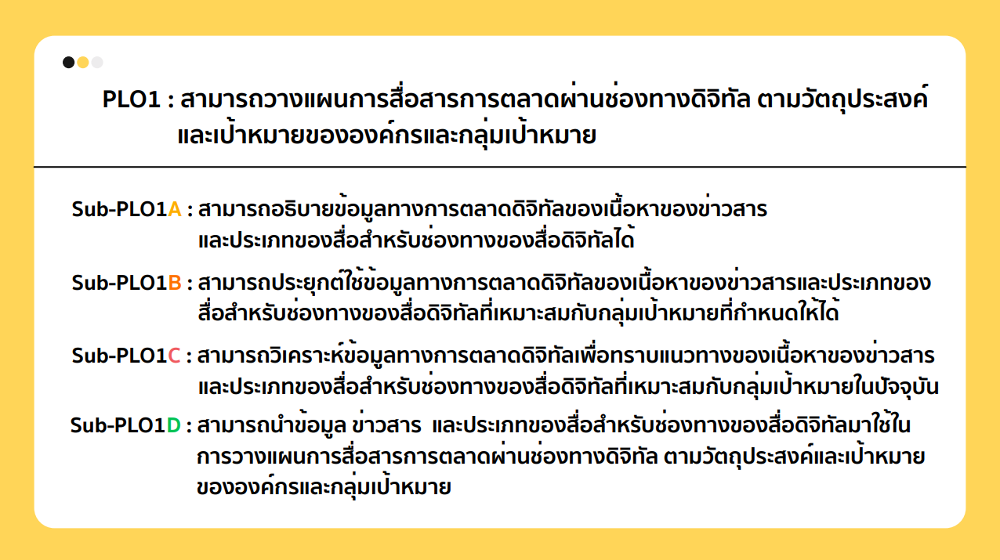 PLO1 : สามารถวางแผนการสื่อสารการตลาดผ่านช่องทางดิจิทัล ตามวัตถุประสงค์
และเป้าหมายขององค์กรและกลุ่มเป้าหมาย
Sub-PLO1A : สามารถอธิบายข้อมูลทางการตลาดดิจิทัลของเนื้อหาของข่าวสาร
และประเภทของสื่อสำหรับช่องทางของสื่อดิจิทัลได้
Sub-PLO1B : สามารถประยุกต์ใช้ข้อมูลทางการตลาดดิจิทัลของเนื้อหาของข่าวสารและประเภทของ
สื่อสำหรับช่องทางของสื่อดิจิทัลที่เหมาะสมกับกลุ่มเป้าหมายที่กำหนดให้ได้
Sub-PLO1C : สามารถวิเคราะห์ข้อมูลทางการตลาดดิจิทัลเพื่อทราบแนวทางของเนื้อหาของข่าวสาร
และประเภทของสื่อสำหรับช่องทางของสื่อดิจิทัลที่เหมาะสมกับกลุ่มเป้าหมายในปัจจุบัน
Sub-PLO1D : สามารถนำข้อมูล ข่าวสาร และประเภทของสื่อสำหรับช่องทางของสื่อดิจิทัลมาใช้ใน
การวางแผนการสื่อสารการตลาดผ่านช่องทางดิจิทัล ตามวัตถุประสงค์และเป้าหมาย
ขององค์กรและกลุ่มเป้าหมาย